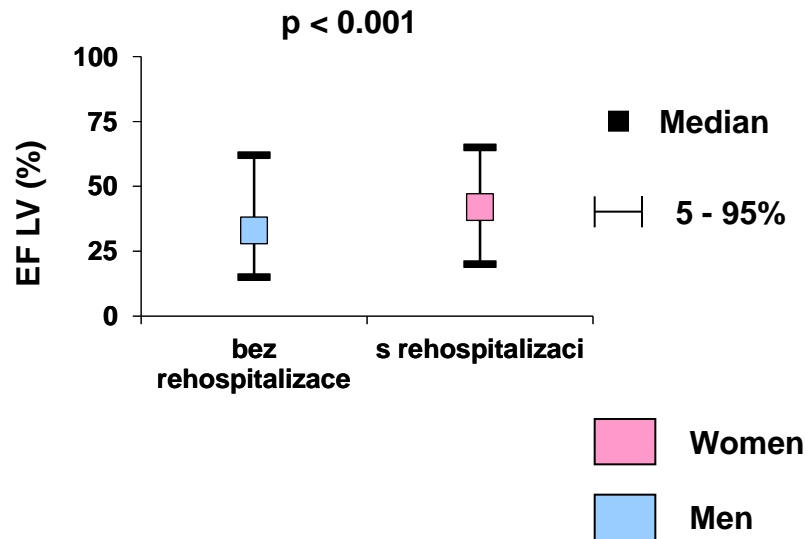 p < 0.001
EF LV (%)
100
75
50
25
0
bez
rehospitalizace
s rehospitalizaci
Median
5 - 95%
Women
Men